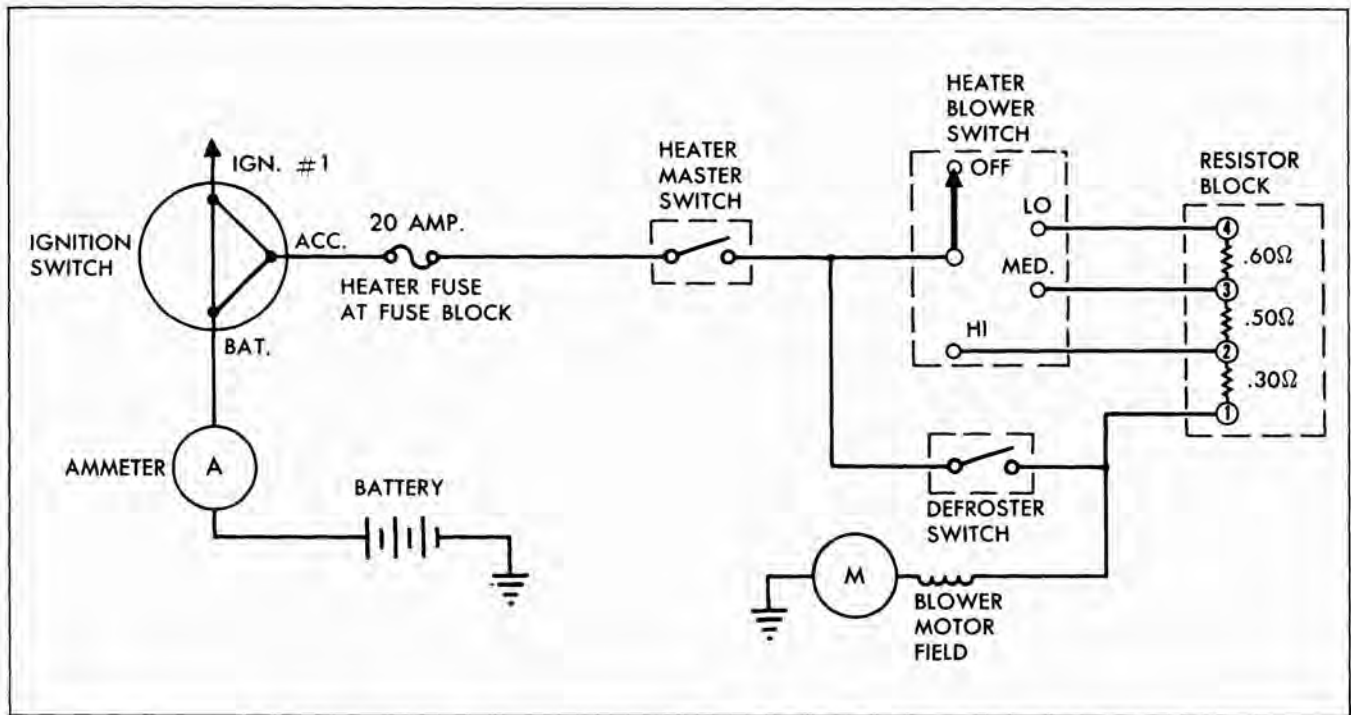 IGN. #1
IGNITION
SWITCH
ACC.
BAT.
20 AMP.
HEATER FUSE
AT FUSE BLOCK
HEATER
MASTER
SWITCH
HEATER
BLOWER
SWITCH
OFF
LO
MED.
HI
RESISTOR
BLOCK
4
.60Ω
3
.50Ω
2
.30Ω
1
AMMETER
A
BATTERY
DEFROSTER
SWITCH
M
BLOWER
MOTOR
FIELD